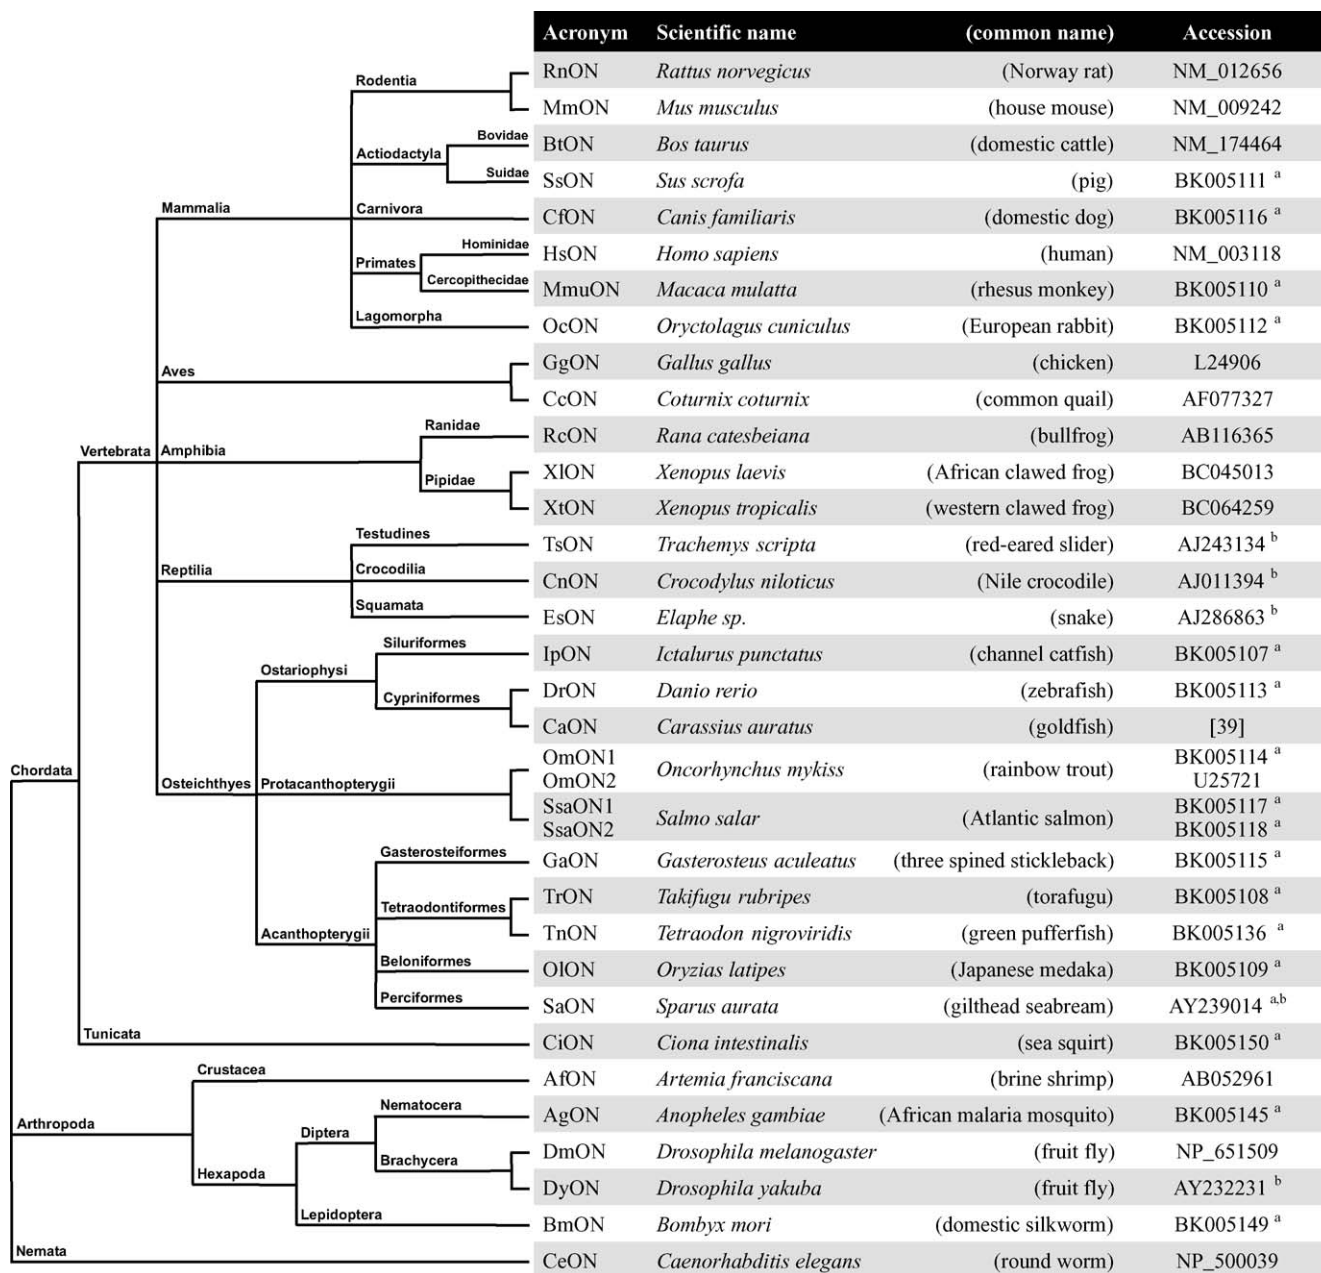 Acronym Scientific name (common name) Accession
Rodentia RnON Rattus norvegicus (Norway rat) NM_012656
MmON Mus musculus (house mouse) NM_009242
Actiodactyla Bovidae BtON Bos taurus (domestic cattle) NM_174464
Suidae SsON Sus scrofa (pig) BK005111 a
Mammalia Carnivora CfON Canis familiaris (domestic dog) BK005116 a
Primates Hominidae HsON Homo sapiens (human) NM_003118
Cercopithecidae MmuON Macaca mulatta (rhesus monkey) BK005110 a
Lagomorpha OcON Oryctolagus cuniculus (European rabbit) BK005112 a
Aves GgON Gallus gallus (chicken) L24906
CcON Coturnix coturnix (common quail) AF077327
Ranidae RcON Rana catesbeiana (bullfrog) AB116365
Vertebrata Amphibia
Pipidae XlON Xenopus laevis (African clawed frog) BC045013
XtON Xenopus tropicalis (western clawed frog) BC064259
Testudines TsON Trachemys scripta (red-eared slider) AJ243134 b
Reptilia Crocodilia CnON Crocodylus niloticus (Nile crocodile) AJ011394 b
Squamata EsON Elaphe sp. (snake) AJ286863 b
Ostariophysi Siluriformes IpON Ictalurus punctatus (channel catfish) BK005107 a
Cypriniformes DrON Danio rerio (zebrafish) BK005113 a
CaON Carassius auratus (goldfish) [39]
Chordata Osteichthyes Protacanthopterygii OmON1 Oncorhynchus mykiss (rainbow trout) BK005114 a
OmON2 U25721
SsaON1 Salmo salar (Atlantic salmon) BK005117 a
SsaON2 BK005118 a
Gasterosteiformes GaON Gasterosteus aculeatus (three spined stickleback) BK005115 a
Tetraodontiformes TrON Takifugu rubripes (torafugu) BK005108 a
Acanthopterygii TnON Tetraodon nigroviridis (green pufferfish) BK005136 a
Beloniformes OlON Oryzias latipes (Japanese medaka) BK005109 a
Perciformes SaON Sparus aurata (gilthead seabream) AY239014 a,b
Tunicata CiON Ciona intestinalis (sea squirt) BK005150 a
Crustacea AfON Artemia franciscana (brine shrimp) AB052961
Arthropoda Nematocera AgON Anopheles gambiae (African malaria mosquito) BK005145 a
Diptera
Brachycera DmON Drosophila melanogaster (fruit fly) NP_651509
Hexapoda DyON Drosophila yakuba (fruit fly) AY232231 b
Lepidoptera BmON Bombyx mori (domestic silkworm) BK005149 a
Nemata CeON Caenorhabditis elegans (round worm) NP_500039